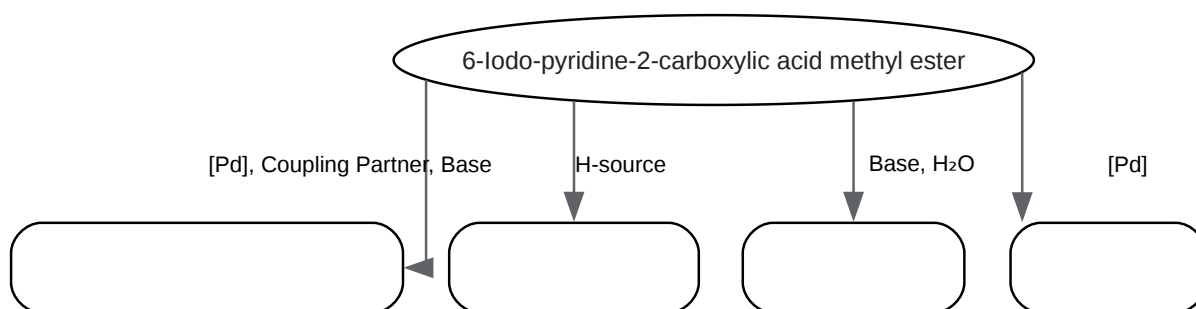 6-Iodo-pyridine-2-carboxylic acid methyl ester
[Pd], Coupling Partner, Base
H-source
Base, H₂O
[Pd]